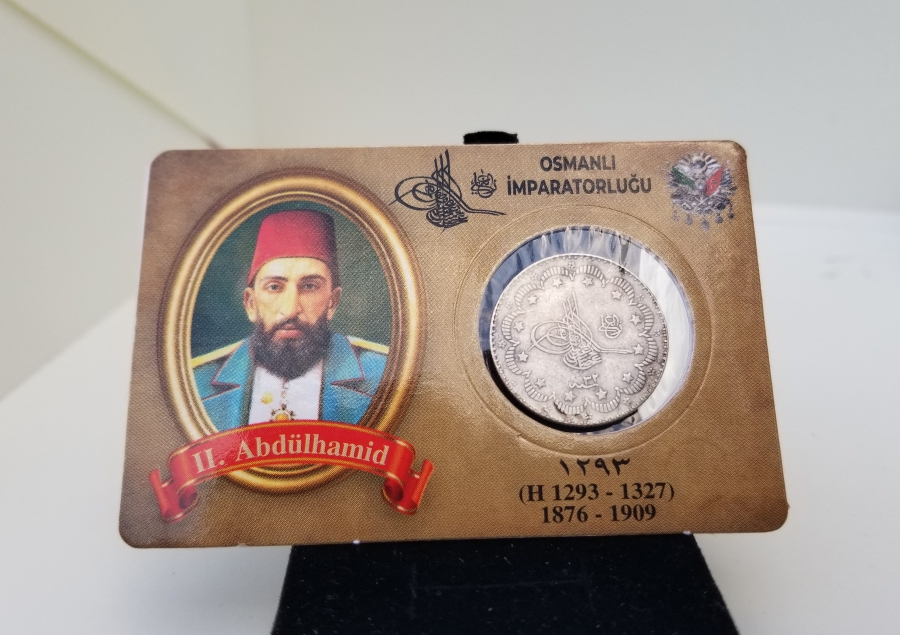 OSMANLI
İMPARATORLUĞU
II. Abdülhamid
١٢٩٣
(H 1293 - 1327)
1876 - 1909